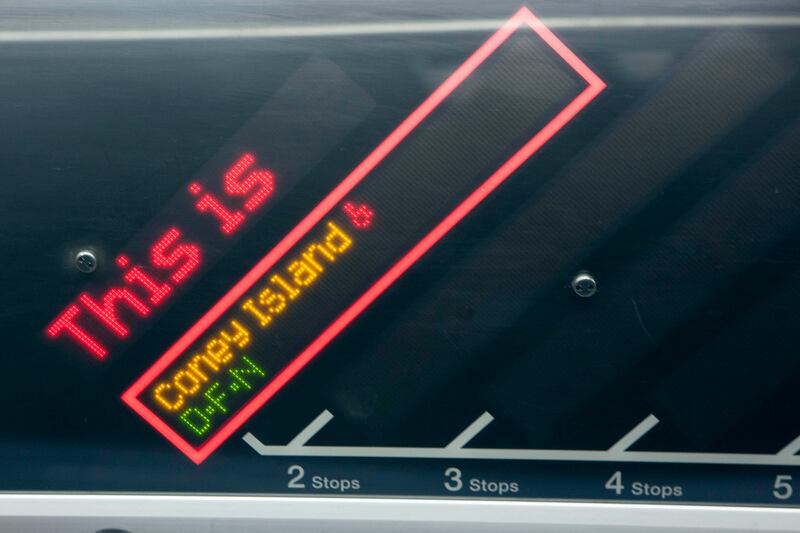 This is
Coney Island
D·F·N
2 Stops
3 Stops
4 Stops
5